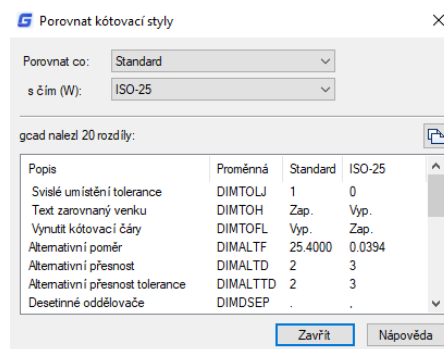 Porovnat kótovací styly
Porovnat co: Standard
s čím (W): ISO-25
gcad nalezl 20 rozdíly:
Popis Proměnná Standard ISO-25
Svislé umístění tolerance DIMTOLJ 1 0
Text zarovnaný venku DIMTOH Zap. Vyp.
Vynutit kótovací čáry DIMTOFL Vyp. Zap.
Alternativní poměr DIMALTF 25.4000 0.0394
Alternativní přesnost DIMALTD 2 3
Alternativní přesnost tolerance DIMALTTD 2 3
Desetinné oddělovače DIMDSEP . .
Zavřít Nápověda